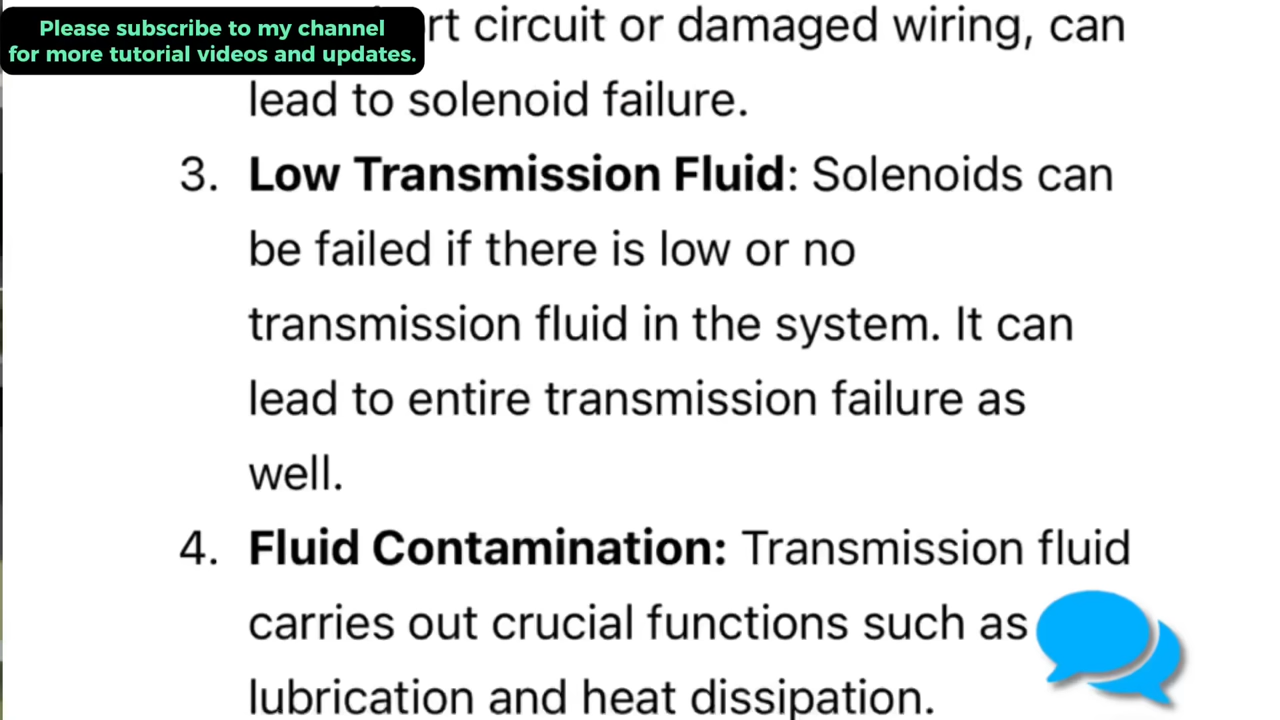 Please subscribe to my channel
for more tutorial videos and updates.
circuit or damaged wiring, can
lead to solenoid failure.
3. Low Transmission Fluid: Solenoids can
be failed if there is low or no
transmission fluid in the system. It can
lead to entire transmission failure as
well.
4. Fluid Contamination: Transmission fluid
carries out crucial functions such as
lubrication and heat dissipation.